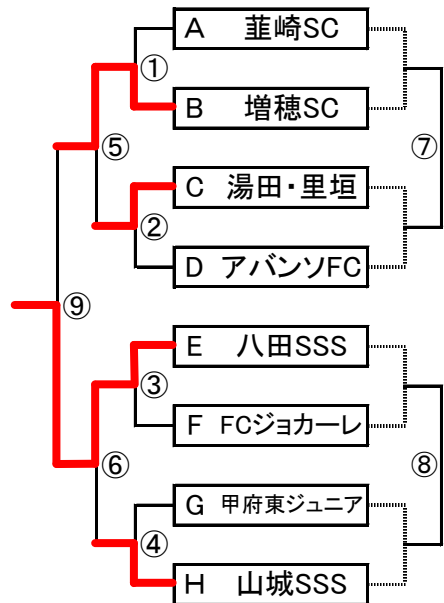 A 韮崎SC
①
B 増穂SC
⑤
⑦
C 湯田・里垣
②
D アバンソFC
⑨
E 八田SSS
③
F FCジョカーレ
⑥
⑧
G 甲府東ジュニア
④
H 山城SSS